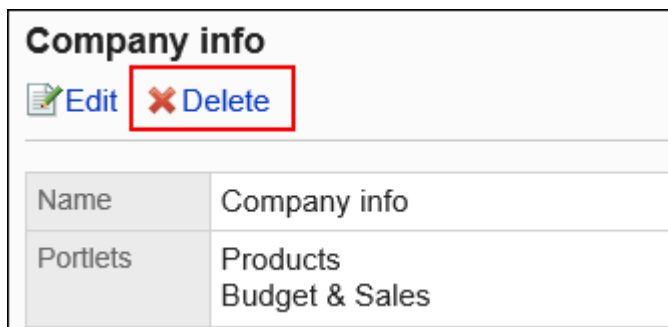 Company info
Edit Delete
Name Company info
Portlets Products
Budget & Sales